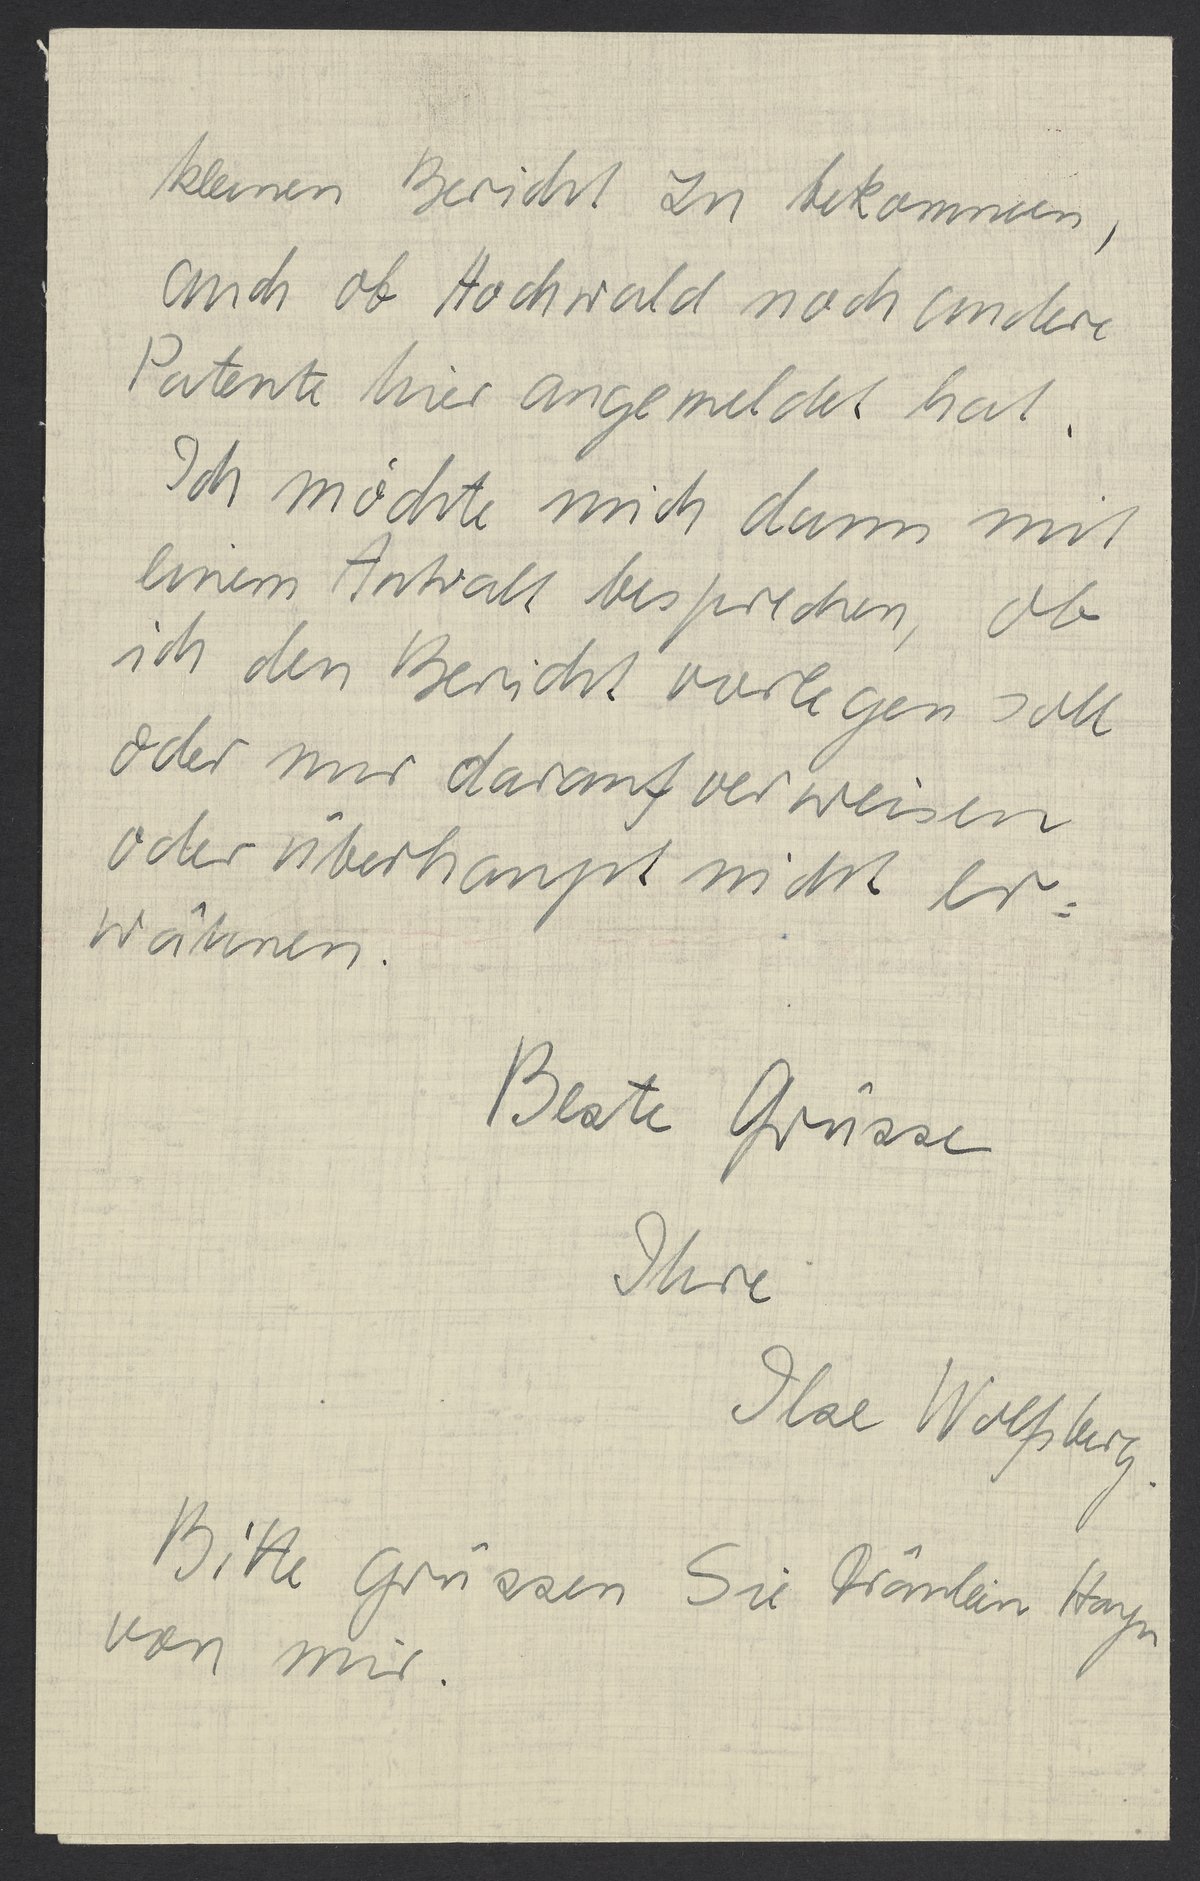 kleinen Bericht zu bekommen,
auch ob Hochwald noch andere
Patente hier angemeldet hat.
Ich möchte mich dann mit
einem Anwalt besprechen, ob
ich den Bericht vorlegen soll
oder nur darauf verweisen
oder überhaupt nicht er=
wähnen.
Beste Grüsse
Ihre
Ilse Wolfsberg.
Bitte grüssen Sie Fräulein Hayn
von mir.